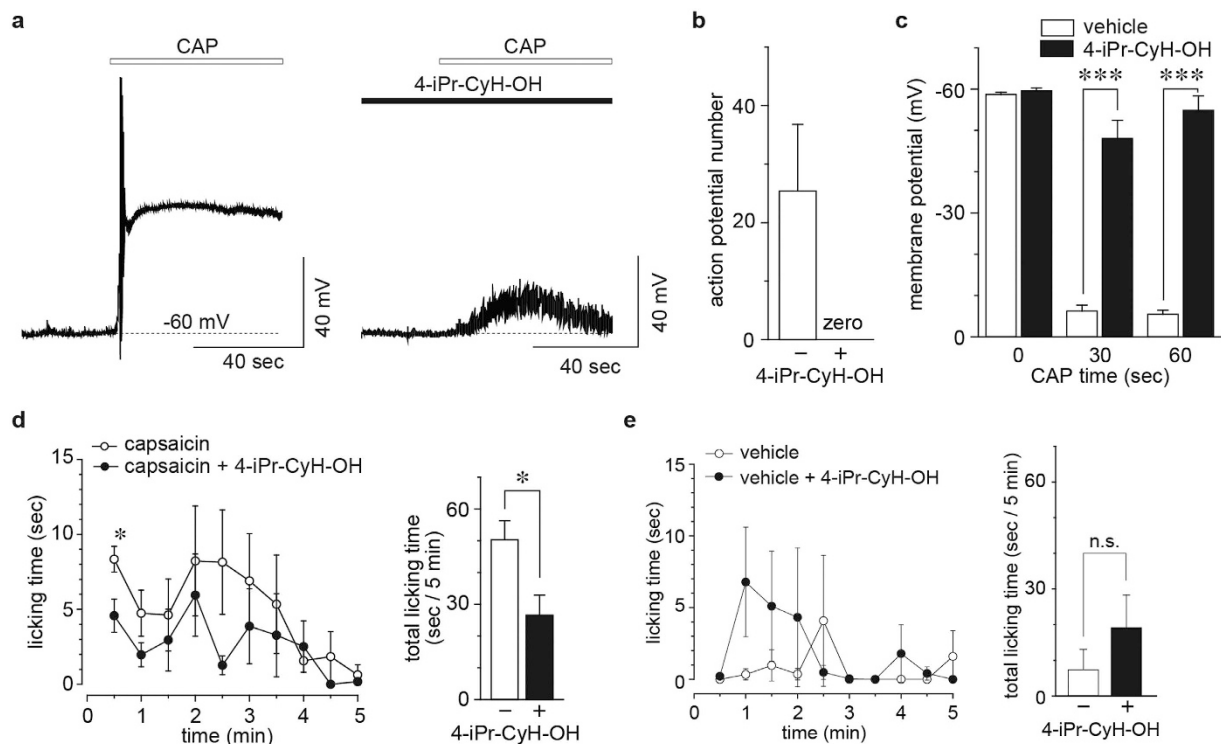 a
CAP
-60 mV
40 mV
40 sec
CAP
4-iPr-CyH-OH
40 mV
40 sec
b
action potential number
40
20
0
zero
− +
4-iPr-CyH-OH
c
vehicle
4-iPr-CyH-OH
membrane potential (mV)
-60
-30
0
*** ***
0 30 60
CAP time (sec)
d
capsaicin
capsaicin + 4-iPr-CyH-OH
licking time (sec)
15
10
5
0
*
0 1 2 3 4 5
time (min)
total licking time
(sec / 5 min)
60
30
0
*
− +
4-iPr-CyH-OH
e
vehicle
vehicle + 4-iPr-CyH-OH
licking time (sec)
15
10
5
0
0 1 2 3 4 5
time (min)
total licking time (sec / 5 min)
60
30
0
n.s.
− +
4-iPr-CyH-OH